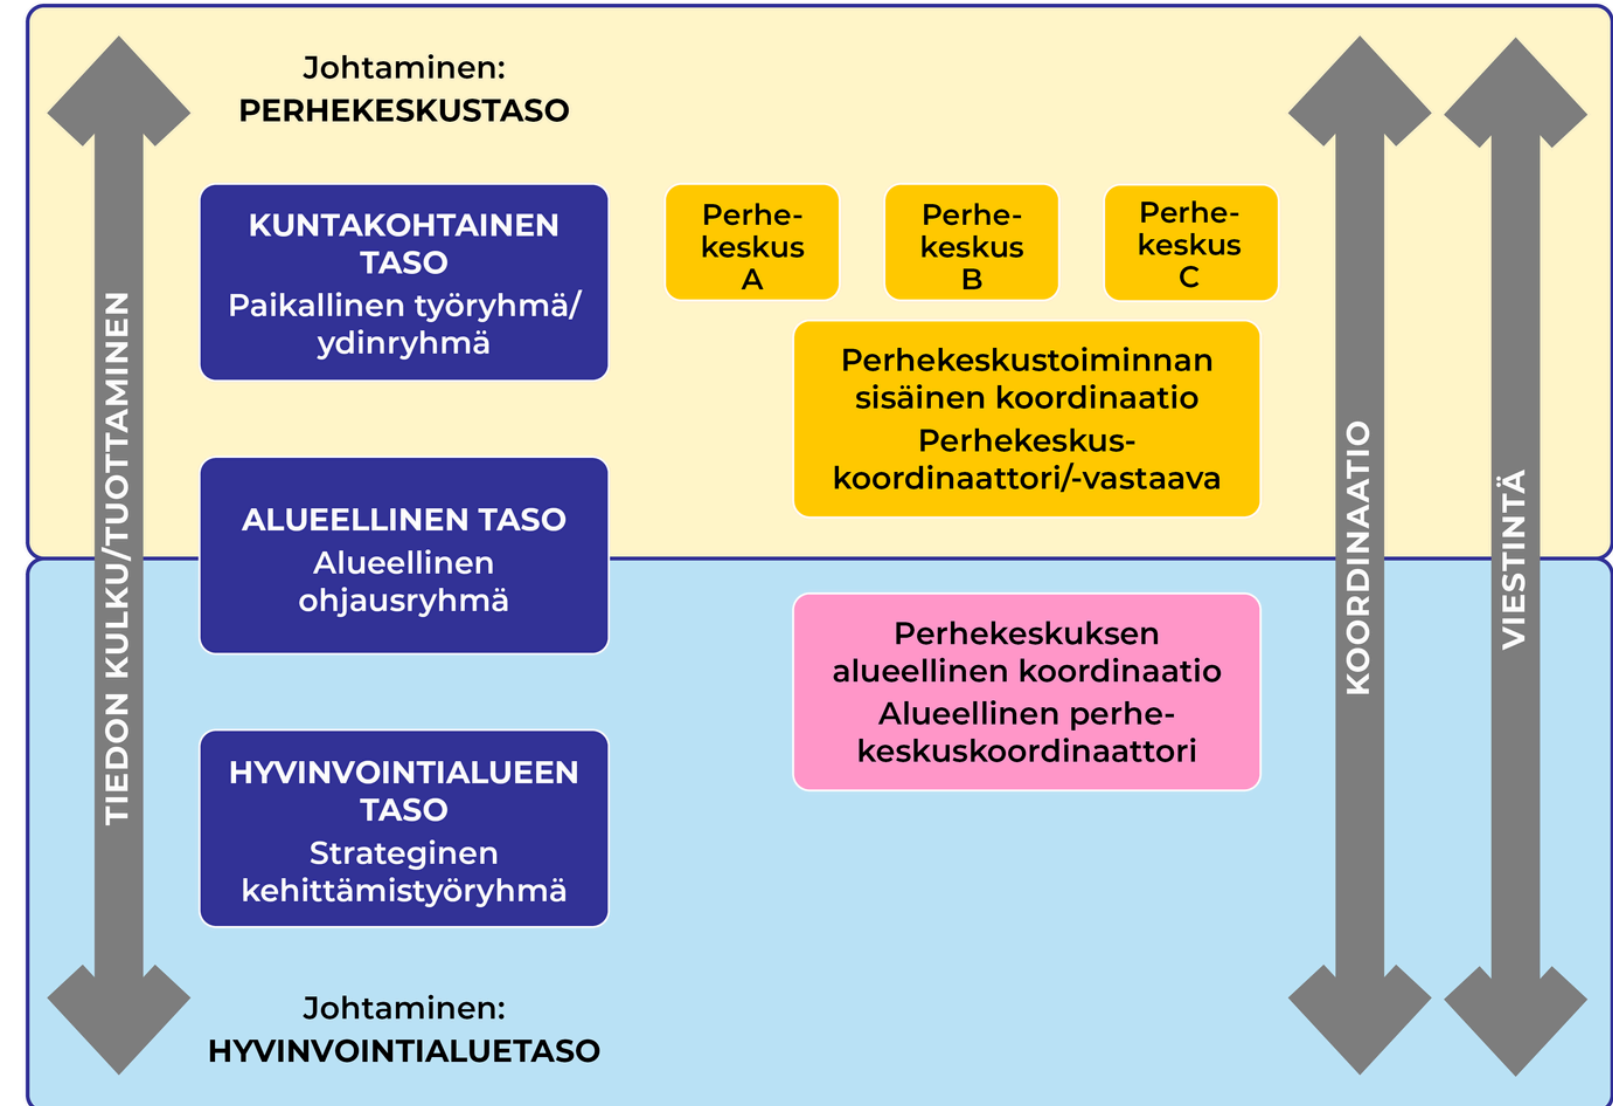 Johtaminen:
PERHEKESKUSTASO
KUNTAKOHTAINEN
TASO
Paikallinen työryhmä/
ydinryhmä
Perhe-
keskus
A
Perhe-
keskus
B
Perhe-
keskus
C
Perhekeskustoiminnan
sisäinen koordinaatio
Perhekeskus-
koordinaattori/-vastaava
ALUEELLINEN TASO
Alueellinen
ohjausryhmä
Perhekeskuksen
alueellinen koordinaatio
Alueellinen perhe-
keskuskoordinaattori
HYVINVOINTIALUEEN
TASO
Strateginen
kehittämistyöryhmä
Johtaminen:
HYVINVOINTIALUETASO
TIEDON KULKU/TUOTTAMINEN
KOORDINAATIO
VIESTINTÄ